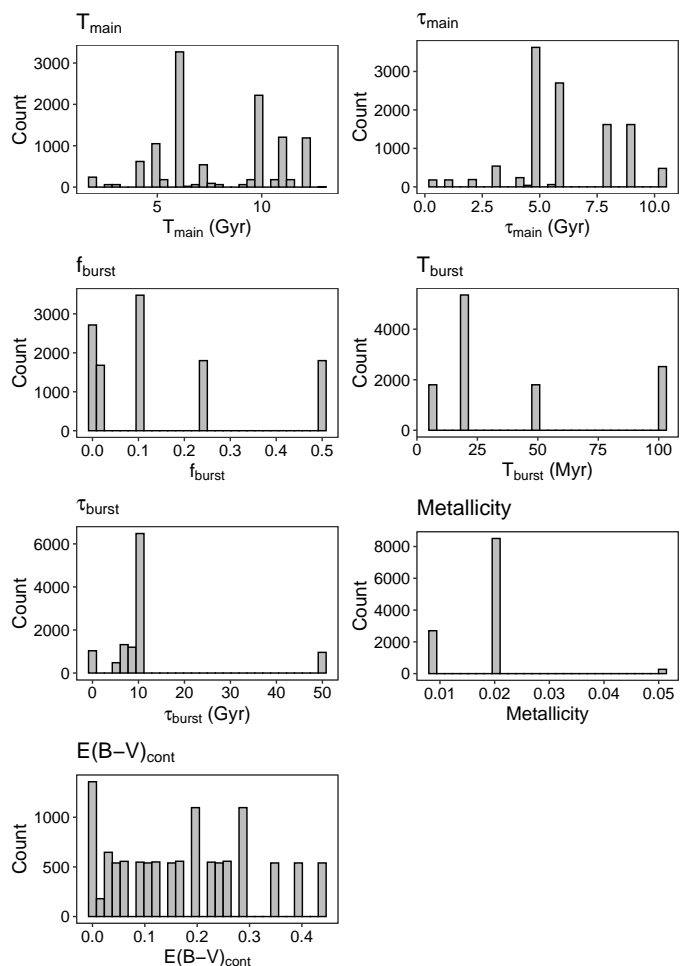 T_main
Count
3000
2000
1000
0
5
10
T_main (Gyr)
τ_main
Count
3000
2000
1000
0
0.0
2.5
5.0
7.5
10.0
τ_main (Gyr)
f_burst
Count
3000
2000
1000
0
0.0
0.1
0.2
0.3
0.4
0.5
f_burst
T_burst
Count
4000
2000
0
0
25
50
75
100
T_burst (Myr)
τ_burst
Count
6000
4000
2000
0
0
10
20
30
40
50
τ_burst (Gyr)
Metallicity
Count
8000
6000
4000
2000
0
0.01
0.02
0.03
0.04
0.05
Metallicity
E(B−V)_cont
Count
1000
500
0
0.0
0.1
0.2
0.3
0.4
E(B−V)_cont